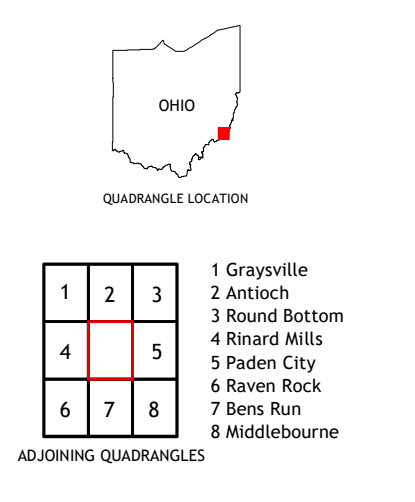 OHIO
QUADRANGLE LOCATION
1 2 3
4 5
6 7 8
1 Graysville
2 Antioch
3 Round Bottom
4 Rinard Mills
5 Paden City
6 Raven Rock
7 Bens Run
8 Middlebourne
ADJOINING QUADRANGLES